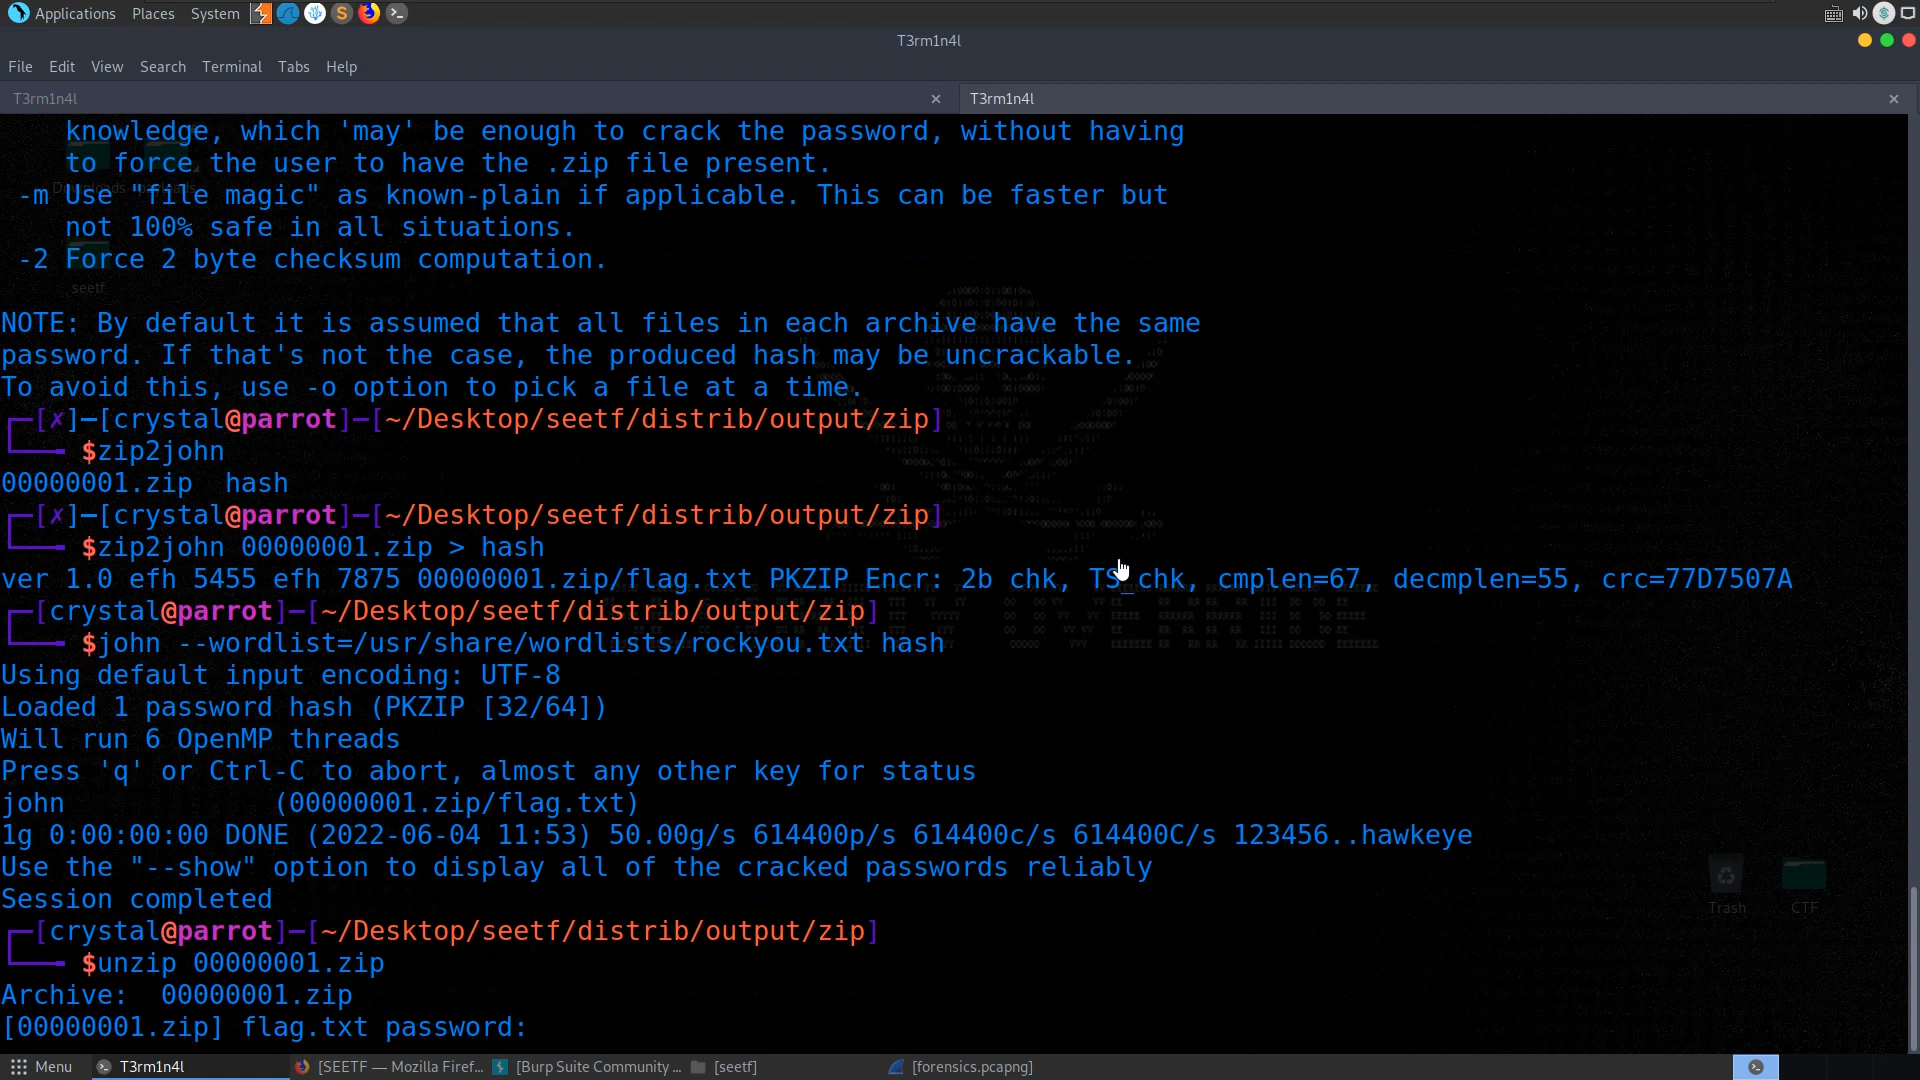 Applications Places System
T3rm1n4l
File Edit View Search Terminal Tabs Help
T3rm1n4l
T3rm1n4l
knowledge, which 'may' be enough to crack the password, without having
to force the user to have the .zip file present.
-m Use "file magic" as known-plain if applicable. This can be faster but
not 100% safe in all situations.
-2 Force 2 byte checksum computation.
seetf
NOTE: By default it is assumed that all files in each archive have the same
password. If that's not the case, the produced hash may be uncrackable.
To avoid this, use -o option to pick a file at a time.
[✗]─[crystal@parrot]─[~/Desktop/seetf/distrib/output/zip]
$zip2john
00000001.zip  hash
[✗]─[crystal@parrot]─[~/Desktop/seetf/distrib/output/zip]
$zip2john 00000001.zip > hash
ver 1.0 efh 5455 efh 7875 00000001.zip/flag.txt PKZIP Encr: 2b chk, TS_chk, cmplen=67, decmplen=55, crc=77D7507A
[crystal@parrot]─[~/Desktop/seetf/distrib/output/zip]
$john --wordlist=/usr/share/wordlists/rockyou.txt hash
Using default input encoding: UTF-8
Loaded 1 password hash (PKZIP [32/64])
Will run 6 OpenMP threads
Press 'q' or Ctrl-C to abort, almost any other key for status
john             (00000001.zip/flag.txt)
1g 0:00:00:00 DONE (2022-06-04 11:53) 50.00g/s 614400p/s 614400c/s 614400C/s 123456..hawkeye
Use the "--show" option to display all of the cracked passwords reliably
Session completed
Trash CTF
[crystal@parrot]─[~/Desktop/seetf/distrib/output/zip]
$unzip 00000001.zip
Archive:  00000001.zip
[00000001.zip] flag.txt password:
Menu T3rm1n4l [SEETF — Mozilla Firef... [Burp Suite Community ... [seetf] [forensics.pcapng]